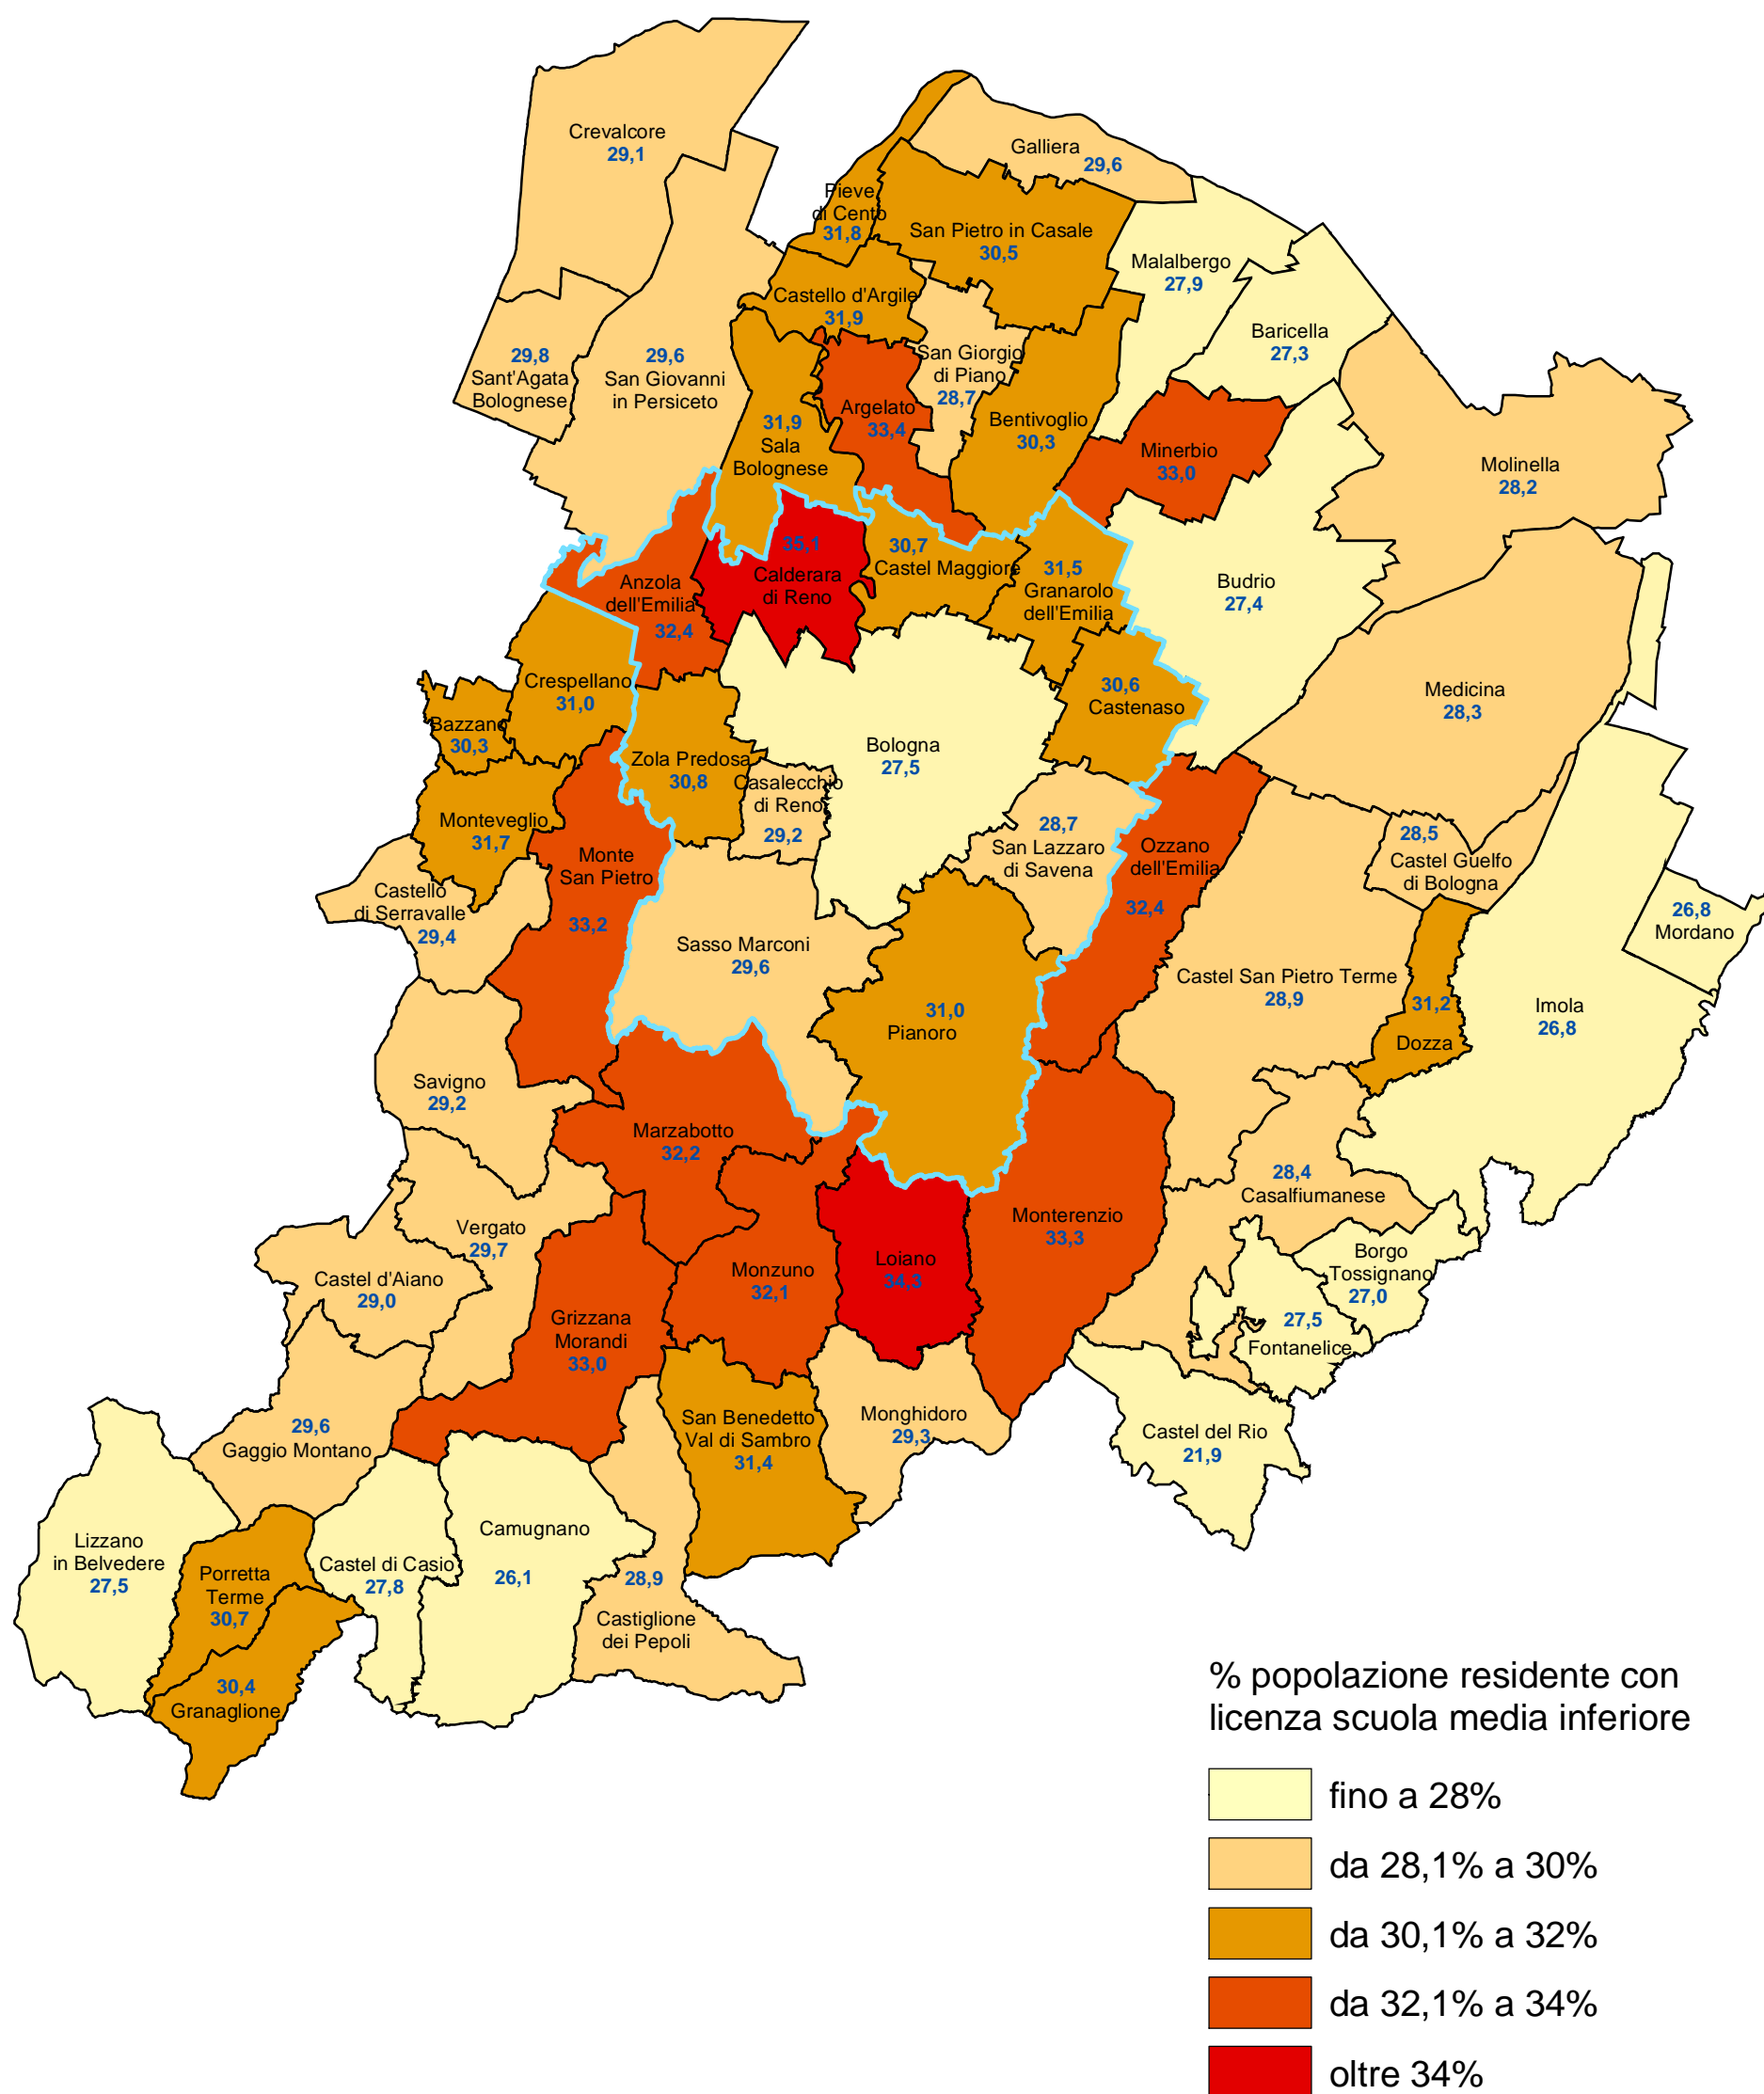 Crevalcore
29,1
Galliera
29,6
Pieve
di Cento
31,8
San Pietro in Casale
30,5
Malalbergo
27,9
Castello d'Argile
31,9
Baricella
27,3
29,8
Sant'Agata
Bolognese
29,6
San Giovanni
in Persiceto
San Giorgio
di Piano
28,7
Argelato
33,4
31,9
Sala
Bolognese
Bentivoglio
30,3
Minerbio
33,0
Molinella
28,2
35,1
Calderara
di Reno
30,7
Castel Maggiore
31,5
Granarolo
dell'Emilia
Anzola
dell'Emilia
32,4
Budrio
27,4
Crespellano
31,0
30,6
Castenaso
Medicina
28,3
Bazzano
30,3
Bologna
27,5
Zola Predosa
30,8
Casalecchio
di Reno
29,2
Monteveglio
31,7
28,7
San Lazzaro
di Savena
28,5
Castel Guelfo
di Bologna
Ozzano
dell'Emilia
32,4
Monte
San Pietro
33,2
Castello
di Serravalle
29,4
26,8
Mordano
Sasso Marconi
29,6
Castel San Pietro Terme
28,9
31,0
Pianoro
31,2
Dozza
Imola
26,8
Savigno
29,2
Marzabotto
32,2
28,4
Casalfiumanese
Vergato
29,7
Monterenzio
33,3
Castel d'Aiano
29,0
Monzuno
32,1
Loiano
34,3
Borgo
Tossignano
27,0
27,5
Fontanelice
Grizzana
Morandi
33,0
29,6
Gaggio Montano
San Benedetto
Val di Sambro
31,4
Monghidoro
29,3
Castel del Rio
21,9
Lizzano
in Belvedere
27,5
Porretta
Terme
30,7
Castel di Casio
27,8
Camugnano
26,1
28,9
Castiglione
dei Pepoli
30,4
Granaglione
% popolazione residente con
licenza scuola media inferiore
fino a 28%
da 28,1% a 30%
da 30,1% a 32%
da 32,1% a 34%
oltre 34%